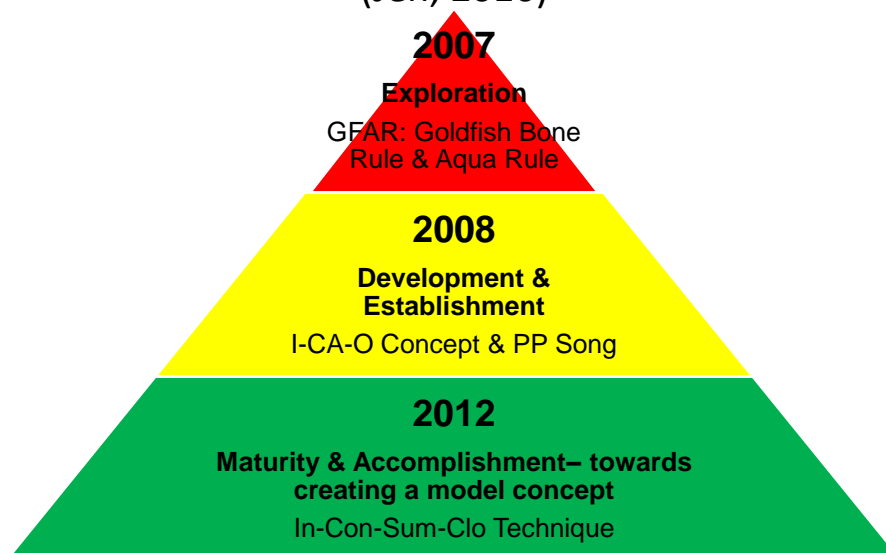 2007
Exploration
GFAR: Goldfish Bone
Rule & Aqua Rule
2008
Development &
Establishment
I-CA-O Concept & PP Song
2012
Maturity & Accomplishment– towards
creating a model concept
In-Con-Sum-Clo Technique